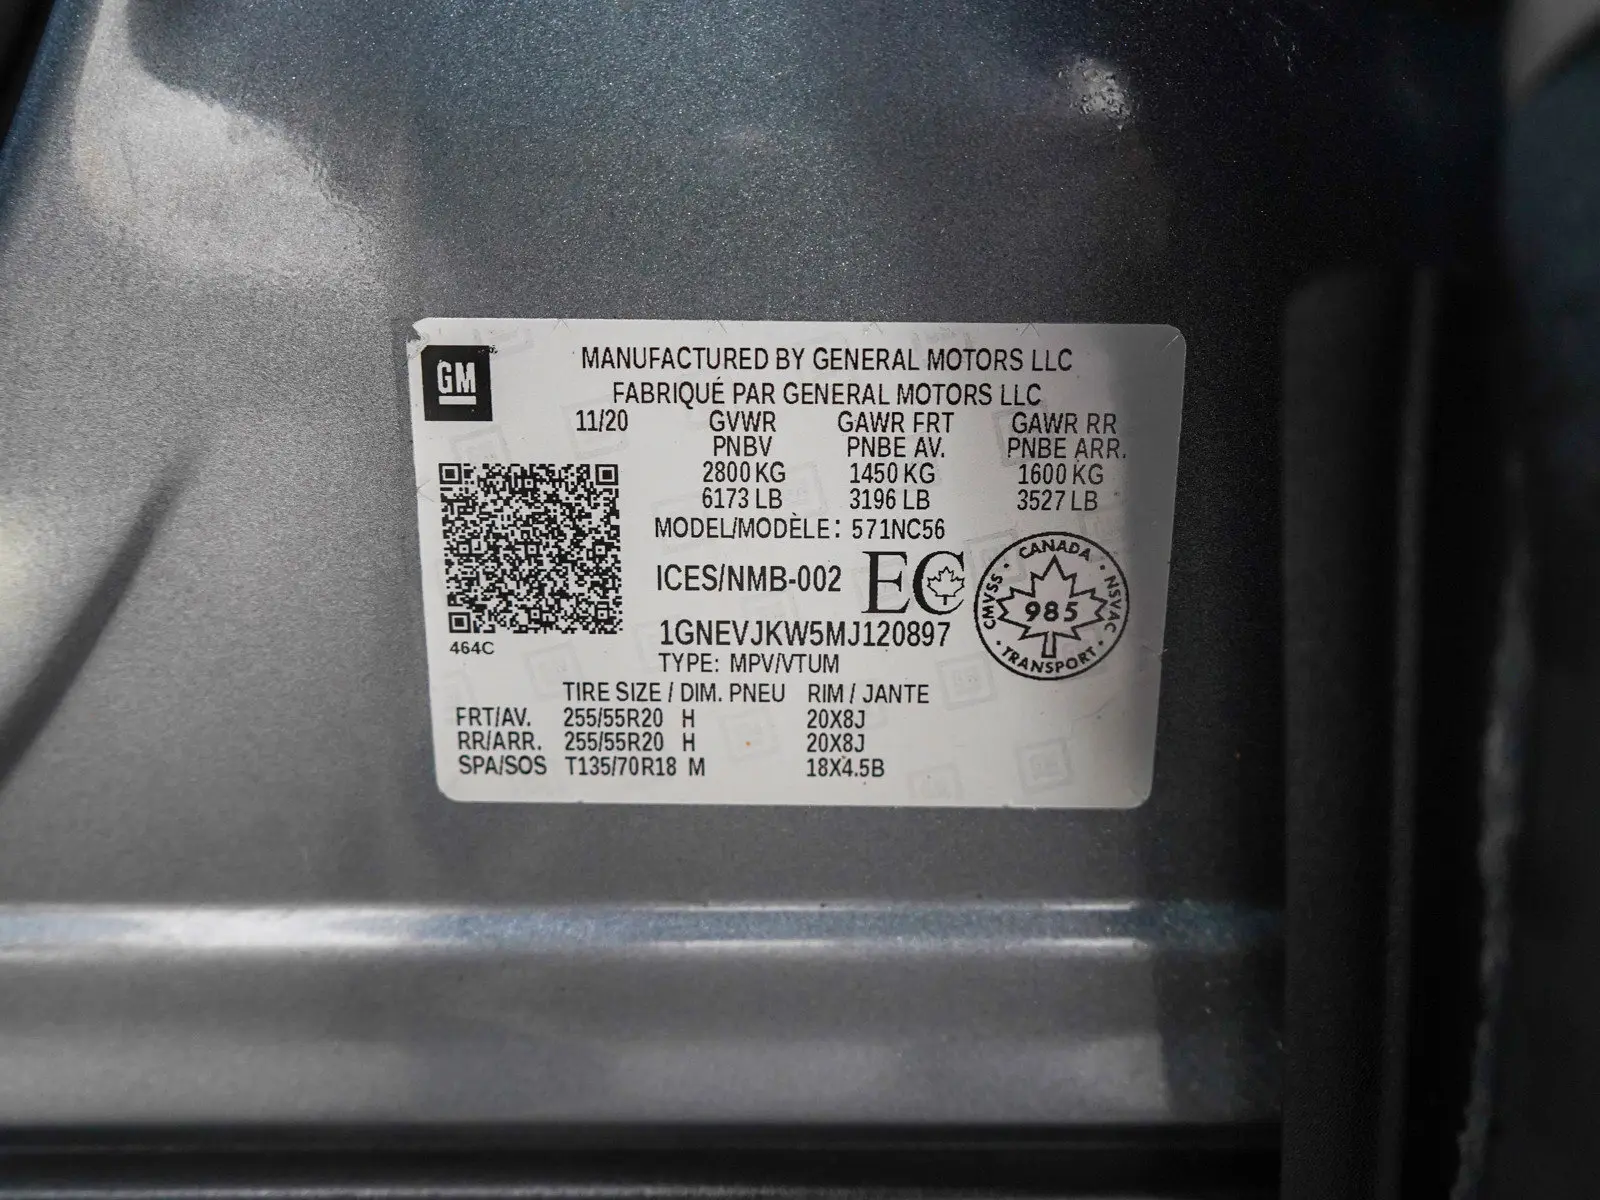 GM
MANUFACTURED BY GENERAL MOTORS LLC
FABRIQUÉ PAR GENERAL MOTORS LLC
11/20 GVWR GAWR FRT GAWR RR
PNBV PNBE AV. PNBE ARR.
2800 KG 1450 KG 1600 KG
6173 LB 3196 LB 3527 LB
MODEL/MODÈLE: 571NC56
ICES/NMB-002 EC
1GNEVJKW5MJ120897
CANADA
CMVSS 985 NSVAC
TRANSPORT
464C
TYPE: MPV/VTUM
TIRE SIZE / DIM. PNEU RIM / JANTE
FRT/AV. 255/55R20 H 20X8J
RR/ARR. 255/55R20 H 20X8J
SPA/SOS T135/70R18 M 18X4.5B